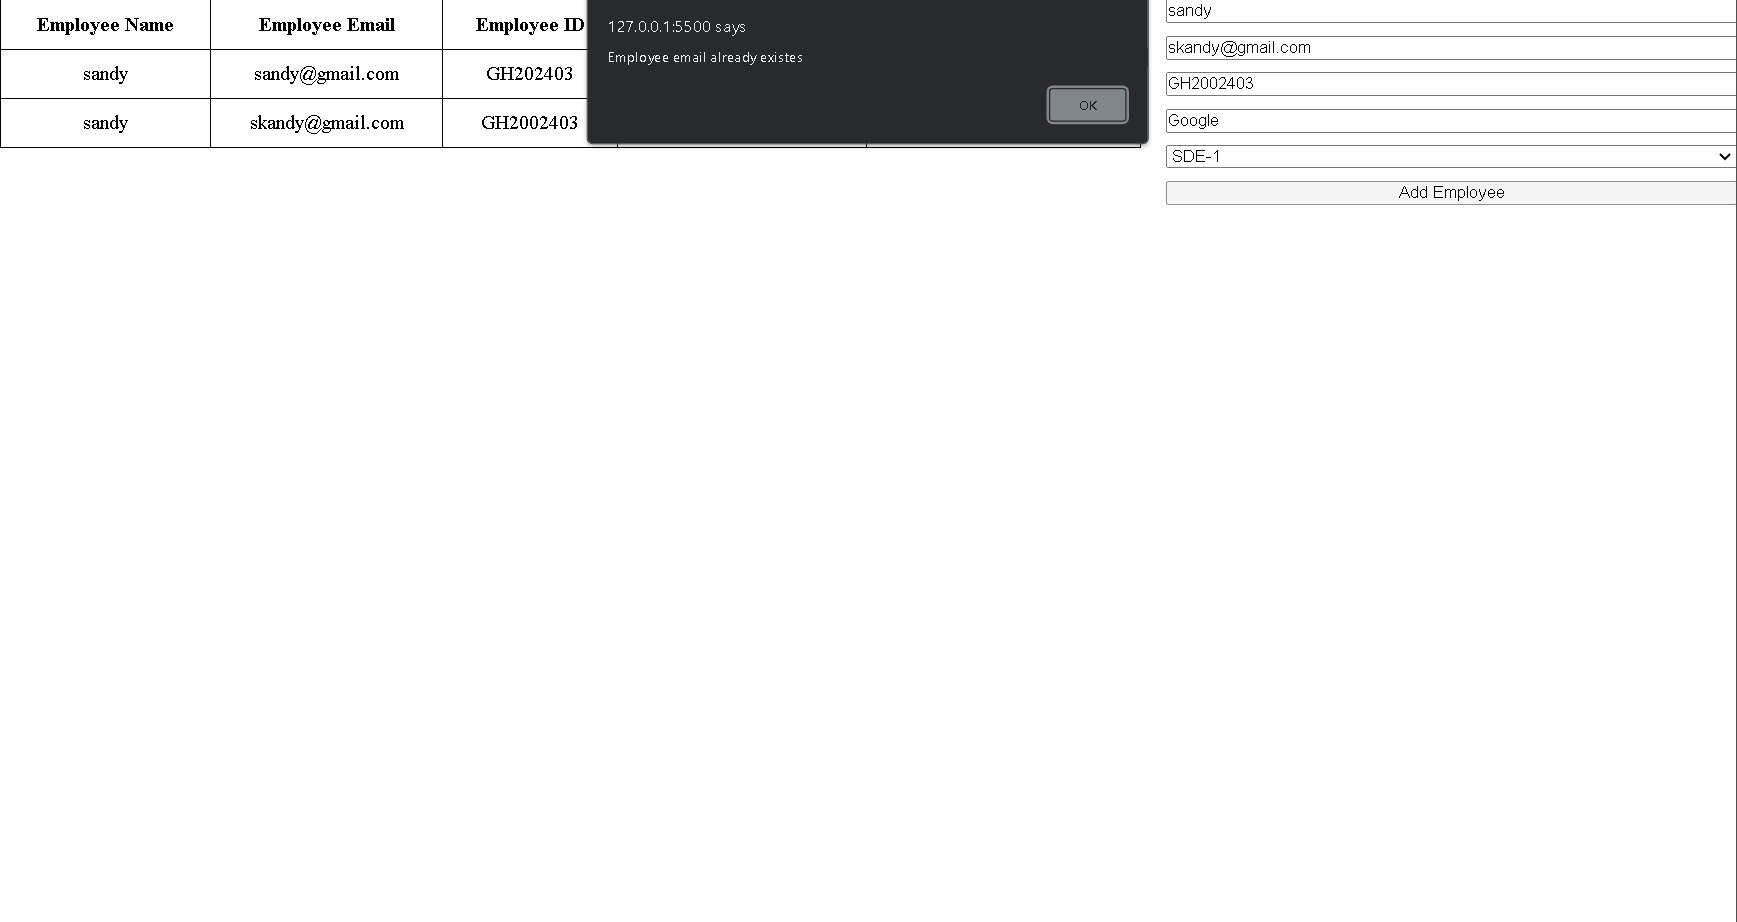 Employee Name Employee Email Employee ID
sandy sandy@gmail.com GH202403
sandy skandy@gmail.com GH2002403
127.0.0.1:5500 says
Employee email already existes
OK
sandy
skandy@gmail.com
GH2002403
Google
SDE-1
Add Employee